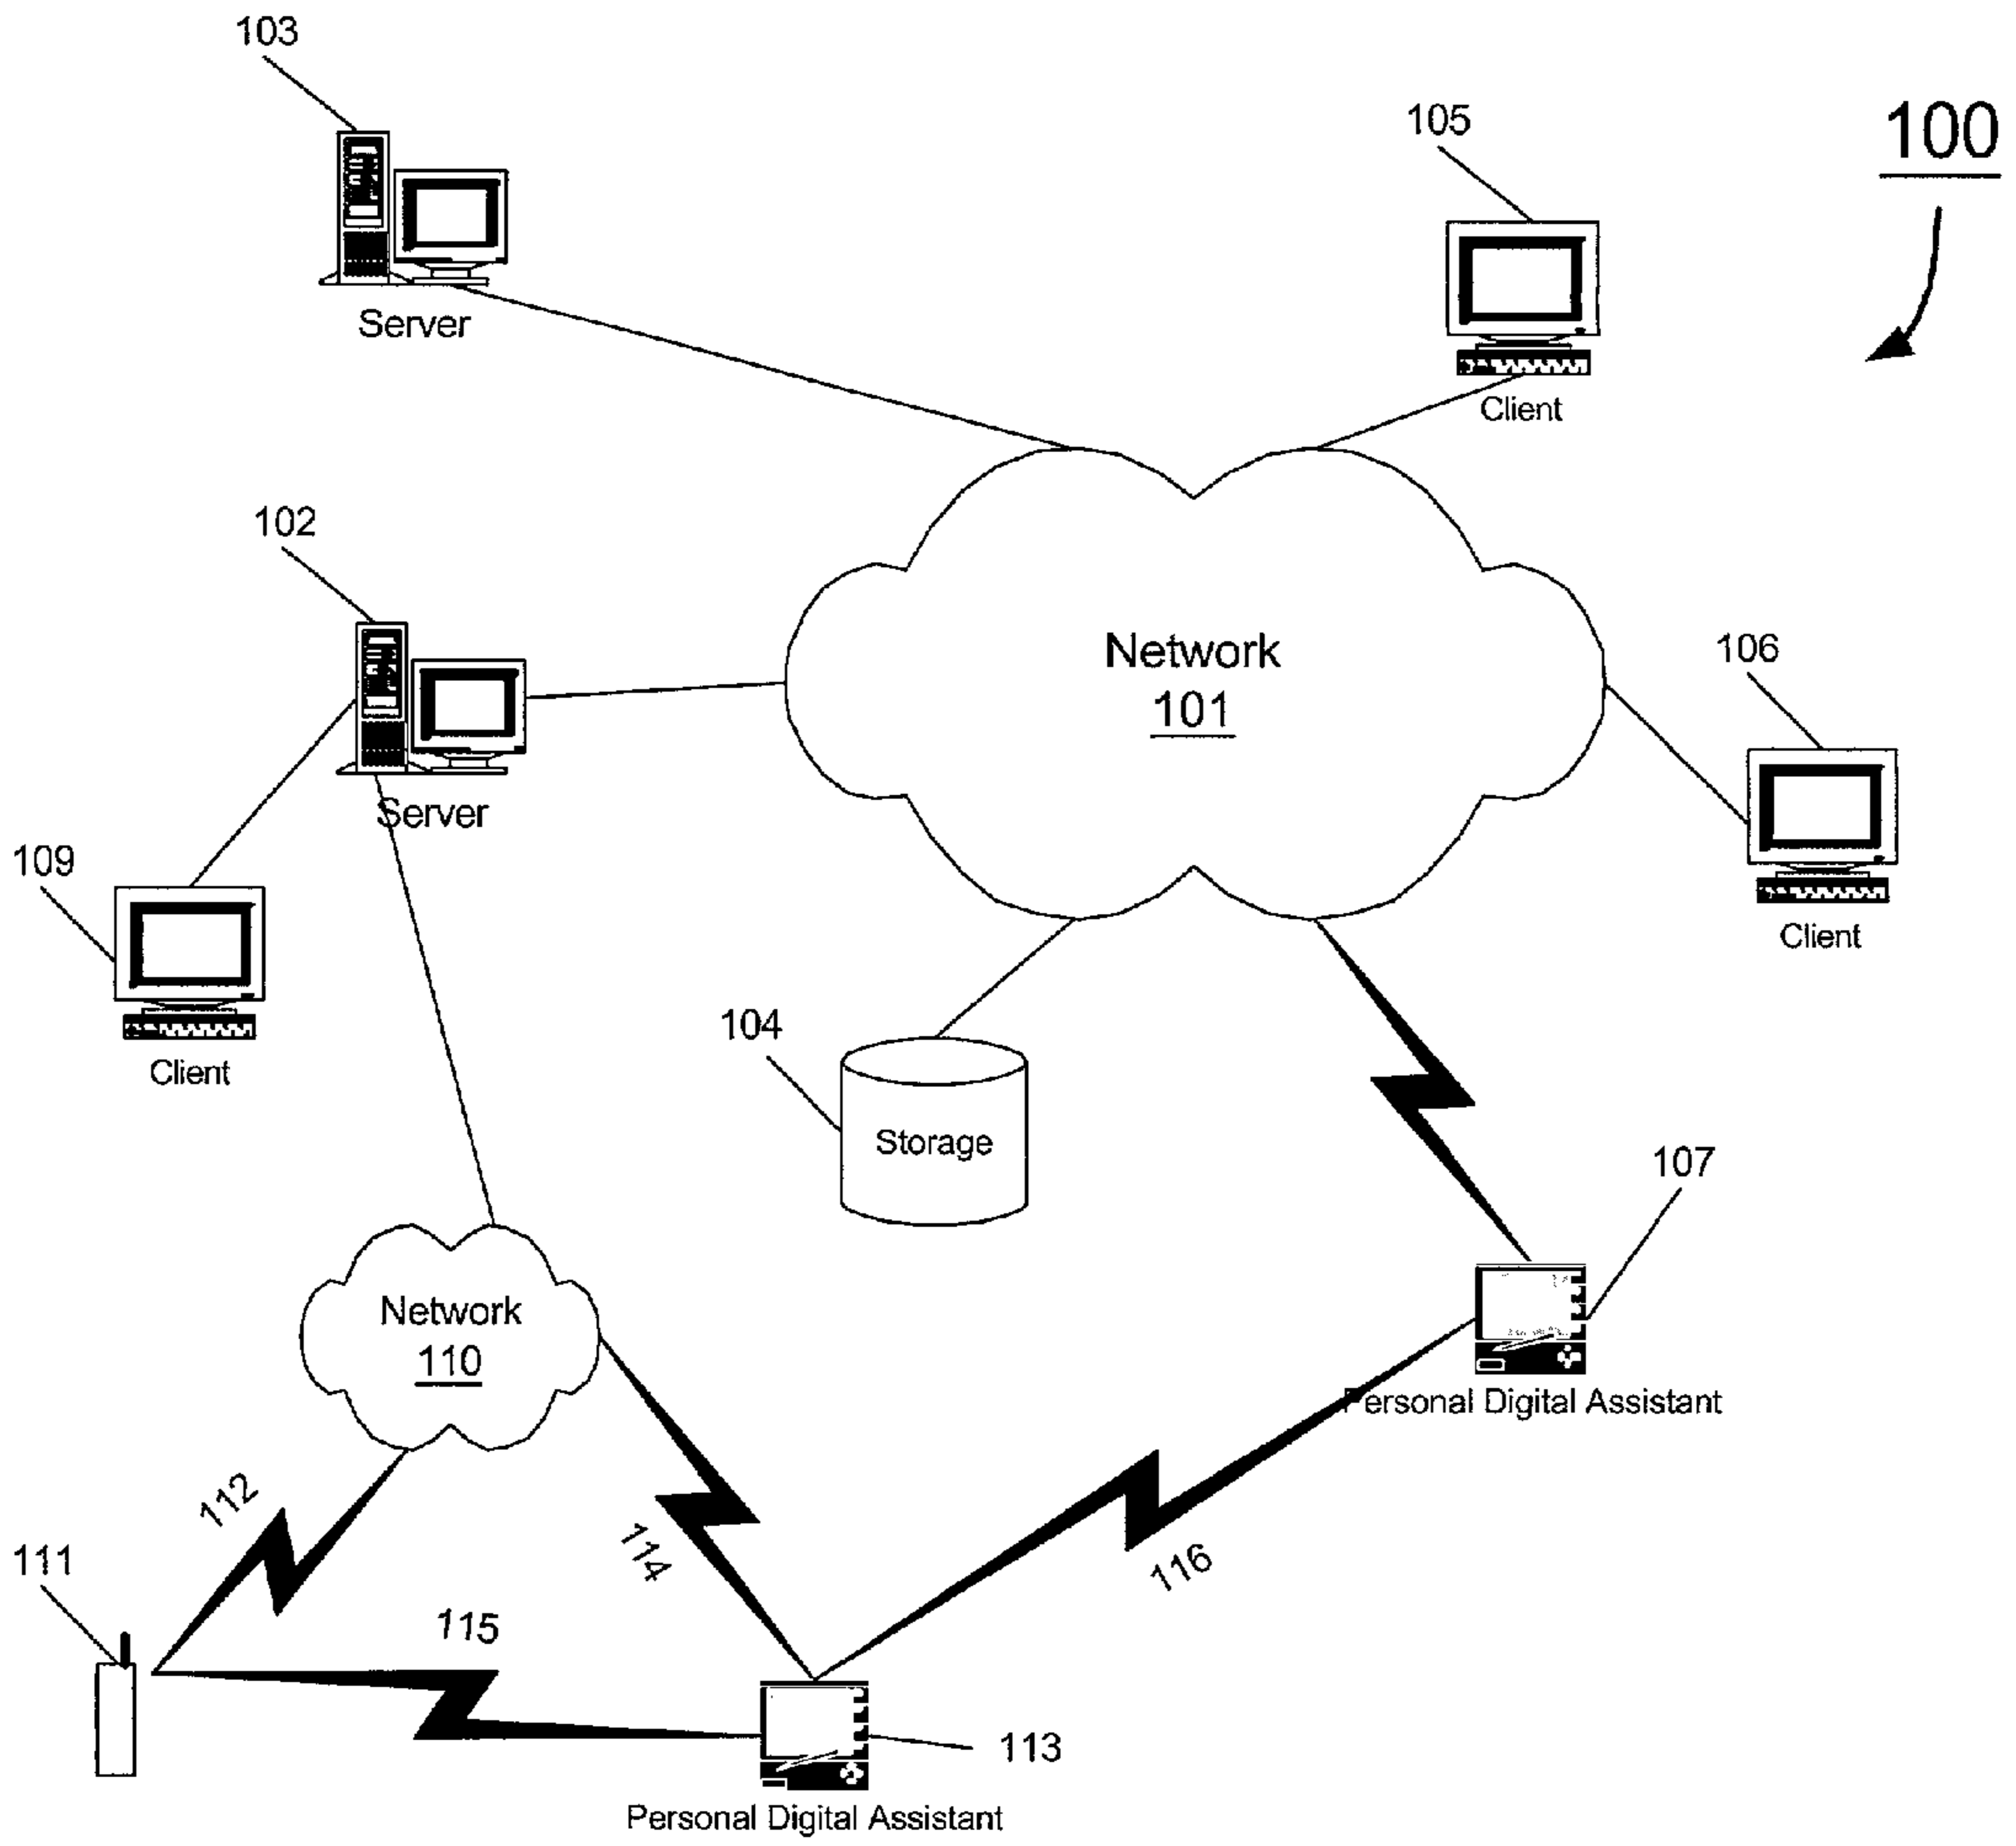 103
105
100
Server
Client
102
Network
101
106
Server
109
Client
Client
104
Storage
107
Network
110
Personal Digital Assistant
112
114
116
111
115
113
Personal Digital Assistant